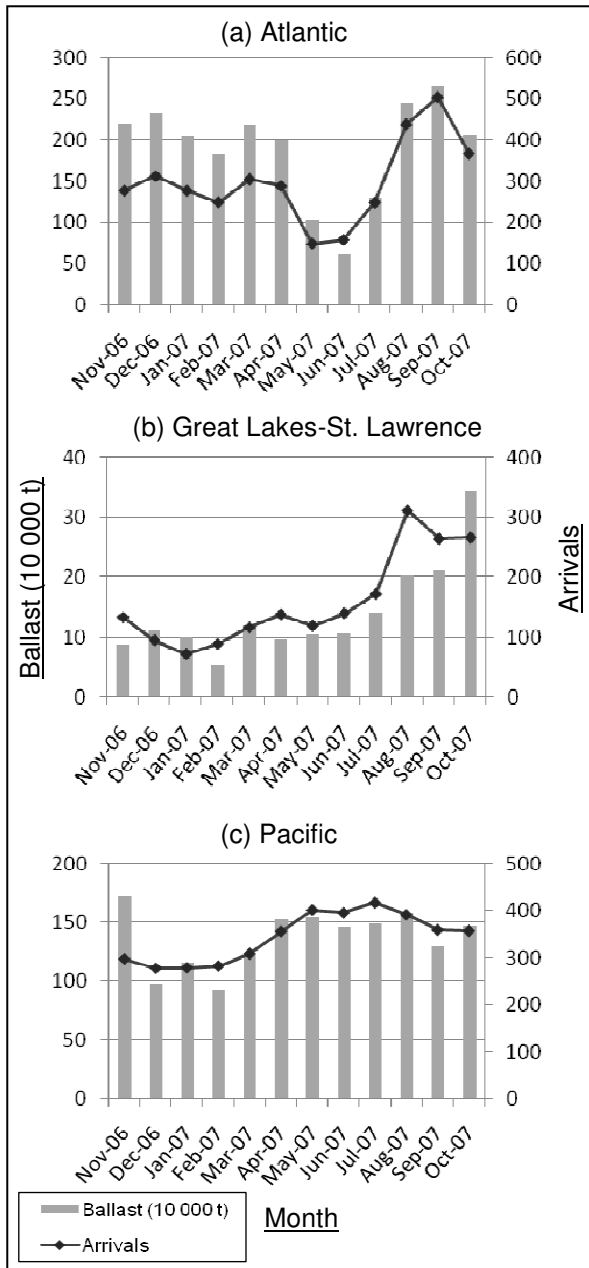 (a) Atlantic
300 600
250 500
200 400
150 300
100 200
50 100
0 0
Nov-06 Dec-06 Jan-07 Feb-07 Mar-07 Apr-07 May-07 Jun-07 Jul-07 Aug-07 Sep-07 Oct-07
(b) Great Lakes-St. Lawrence
Ballast (10 000 t)
40 400
30 300
20 200
10 100
0 0
Arrivals
Nov-06 Dec-06 Jan-07 Feb-07 Mar-07 Apr-07 May-07 Jun-07 Jul-07 Aug-07 Sep-07 Oct-07
(c) Pacific
200 500
150 400
100 300
50 200
0 100
0
Nov-06 Dec-06 Jan-07 Feb-07 Mar-07 Apr-07 May-07 Jun-07 Jul-07 Aug-07 Sep-07 Oct-07
Ballast (10 000 t)
Arrivals
Month